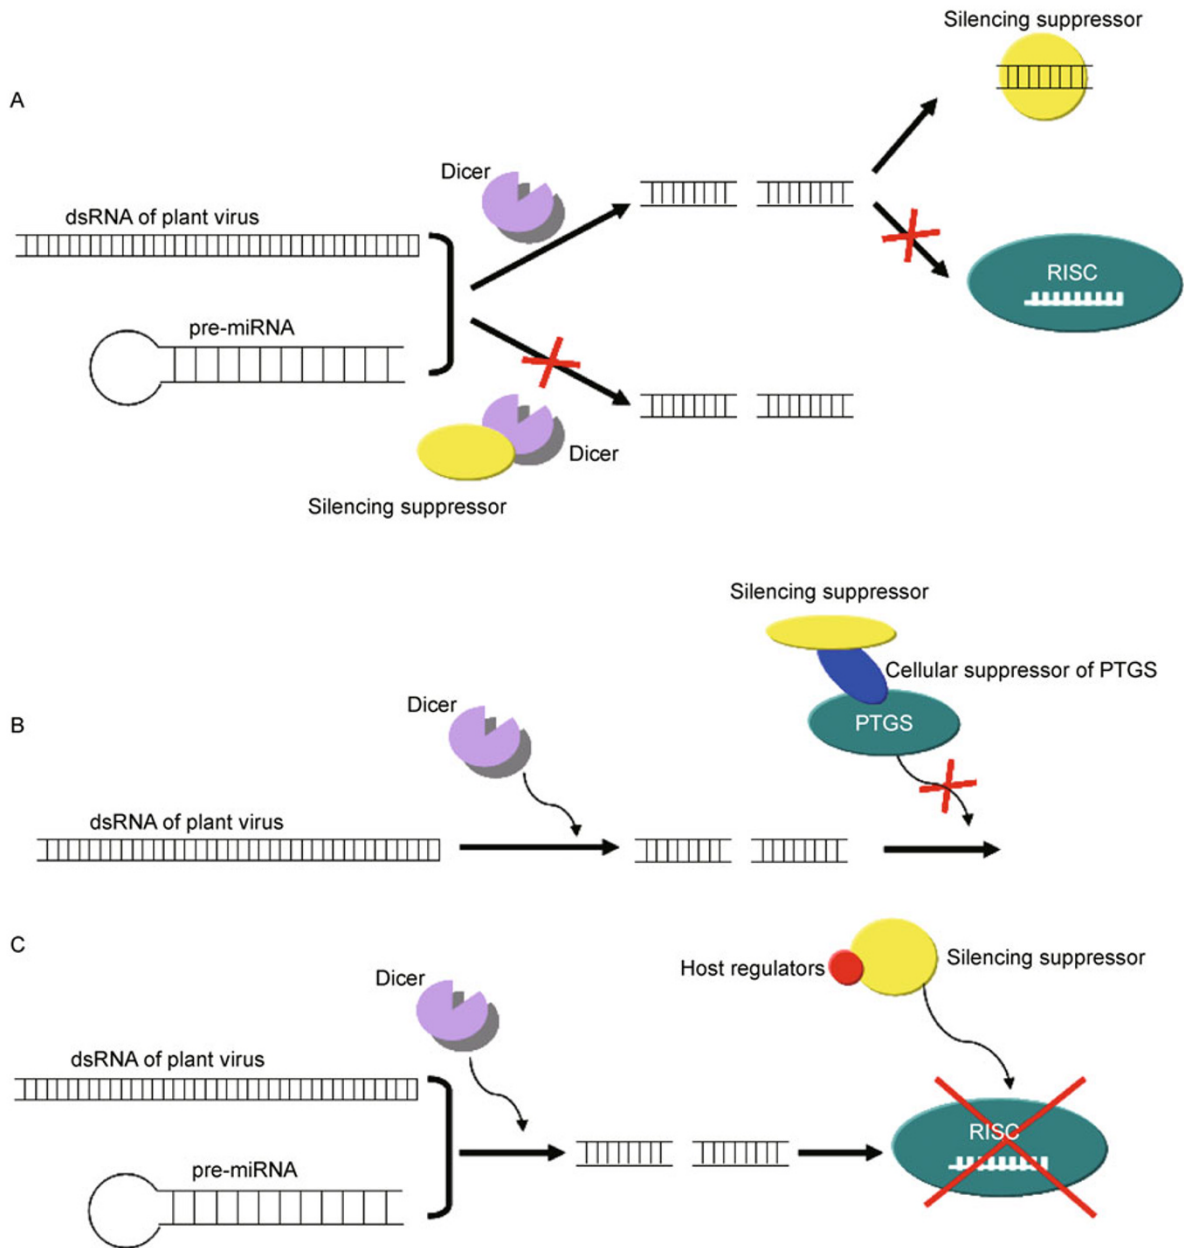 Silencing suppressor
A
Dicer
dsRNA of plant virus
RISC
pre-miRNA
Dicer
Silencing suppressor
Silencing suppressor
Cellular suppressor of PTGS
Dicer
B
PTGS
dsRNA of plant virus
C
Host regulators
Silencing suppressor
Dicer
dsRNA of plant virus
RISC
pre-miRNA